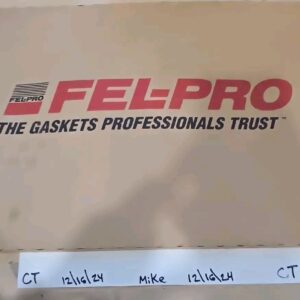 FEL-PRO FEL-PRO
THE GASKETS PROFESSIONALS TRUST™
CT 12/16/24 Mike 12/16/24 CT